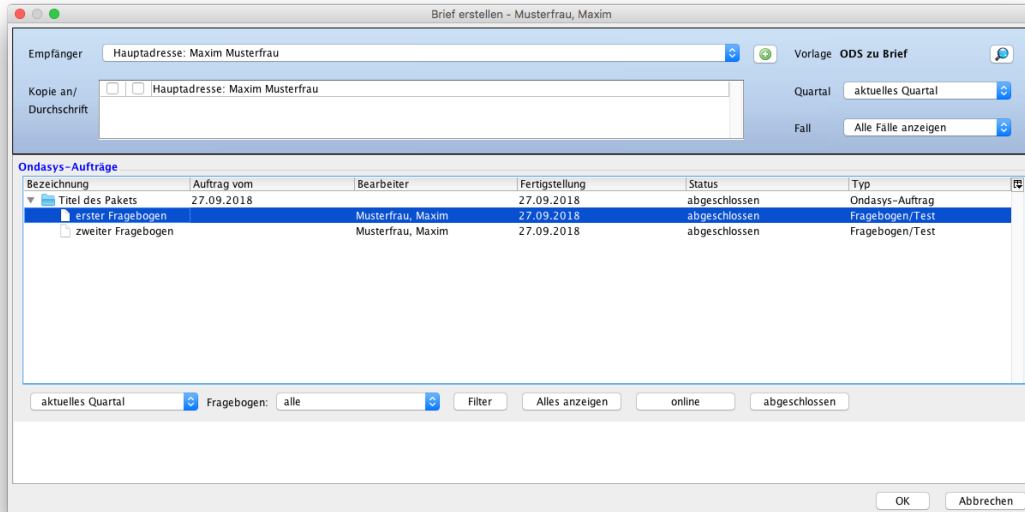 Brief erstellen - Musterfrau, Maxim
Empfänger Hauptadresse: Maxim Musterfrau Vorlage ODS zu Brief
Kopie an/ Hauptadresse: Maxim Musterfrau Quartal aktuelles Quartal
Durchschrift
Fall Alle Fälle anzeigen
Ondasys-Aufträge
Bezeichnung Auftrag vom Bearbeiter Fertigstellung Status Typ
Titel des Pakets 27.09.2018 27.09.2018 abgeschlossen Ondasys-Auftrag
erster Fragebogen Musterfrau, Maxim 27.09.2018 abgeschlossen Fragebogen/Test
zweiter Fragebogen Musterfrau, Maxim 27.09.2018 abgeschlossen Fragebogen/Test
aktuelles Quartal Fragebogen: alle Filter Alles anzeigen online abgeschlossen
OK Abbrechen